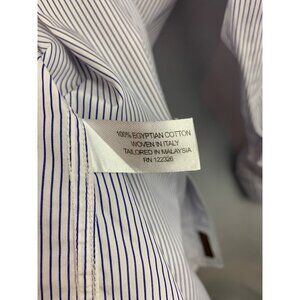 100% EGYPTIAN COTTON
WOVEN IN ITALY
TAILORED IN MALAYSIA
RN 122326